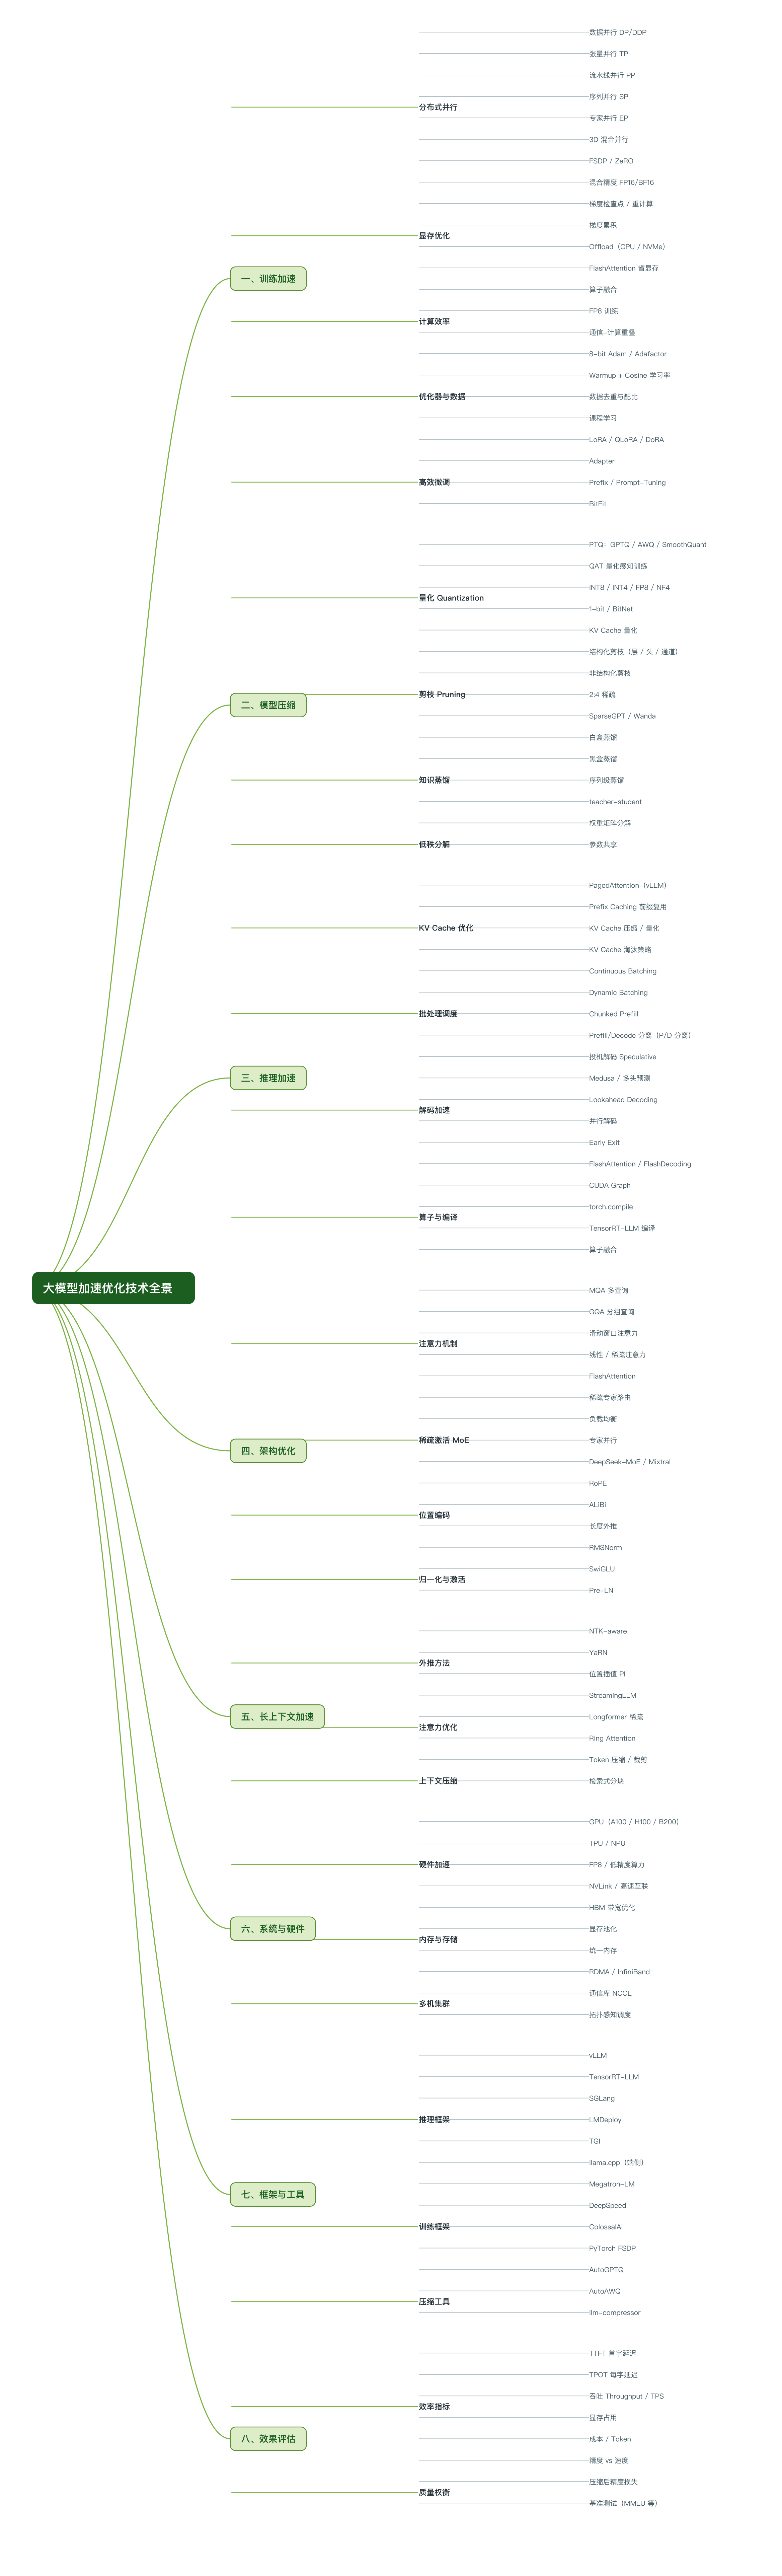 大模型加速优化技术全景
一、训练加速
分布式并行
数据并行 DP/DDP
张量并行 TP
流水线并行 PP
序列并行 SP
专家并行 EP
3D 混合并行
FSDP / ZeRO
显存优化
混合精度 FP16/BF16
梯度检查点 / 重计算
梯度累积
Offload（CPU / NVMe）
FlashAttention 省显存
计算效率
算子融合
FP8 训练
通信-计算重叠
优化器与数据
8-bit Adam / Adafactor
Warmup + Cosine 学习率
数据去重与配比
课程学习
高效微调
LoRA / QLoRA / DoRA
Adapter
Prefix / Prompt-Tuning
BitFit
二、模型压缩
量化 Quantization
PTQ：GPTQ / AWQ / SmoothQuant
QAT 量化感知训练
INT8 / INT4 / FP8 / NF4
1-bit / BitNet
KV Cache 量化
剪枝 Pruning
结构化剪枝（层 / 头 / 通道）
非结构化剪枝
2:4 稀疏
SparseGPT / Wanda
知识蒸馏
白盒蒸馏
黑盒蒸馏
序列级蒸馏
teacher-student
低秩分解
权重矩阵分解
参数共享
三、推理加速
KV Cache 优化
PagedAttention（vLLM）
Prefix Caching 前缀复用
KV Cache 压缩 / 量化
KV Cache 淘汰策略
批处理调度
Continuous Batching
Dynamic Batching
Chunked Prefill
Prefill/Decode 分离（P/D 分离）
解码加速
投机解码 Speculative
Medusa / 多头预测
Lookahead Decoding
并行解码
Early Exit
算子与编译
FlashAttention / FlashDecoding
CUDA Graph
torch.compile
TensorRT-LLM 编译
算子融合
四、架构优化
注意力机制
MQA 多查询
GQA 分组查询
滑动窗口注意力
线性 / 稀疏注意力
FlashAttention
稀疏激活 MoE
稀疏专家路由
负载均衡
专家并行
DeepSeek-MoE / Mixtral
位置编码
RoPE
ALiBi
长度外推
归一化与激活
RMSNorm
SwiGLU
Pre-LN
五、长上下文加速
外推方法
NTK-aware
YaRN
位置插值 PI
注意力优化
StreamingLLM
Longformer 稀疏
Ring Attention
上下文压缩
Token 压缩 / 裁剪
检索式分块
六、系统与硬件
硬件加速
GPU（A100 / H100 / B200）
TPU / NPU
FP8 / 低精度算力
NVLink / 高速互联
内存与存储
HBM 带宽优化
显存池化
统一内存
多机集群
RDMA / InfiniBand
通信库 NCCL
拓扑感知调度
七、框架与工具
推理框架
vLLM
TensorRT-LLM
SGLang
LMDeploy
TGI
llama.cpp（端侧）
训练框架
Megatron-LM
DeepSpeed
ColossalAI
PyTorch FSDP
压缩工具
AutoGPTQ
AutoAWQ
llm-compressor
八、效果评估
效率指标
TTFT 首字延迟
TPOT 每字延迟
吞吐 Throughput / TPS
显存占用
成本 / Token
质量权衡
精度 vs 速度
压缩后精度损失
基准测试（MMLU 等）